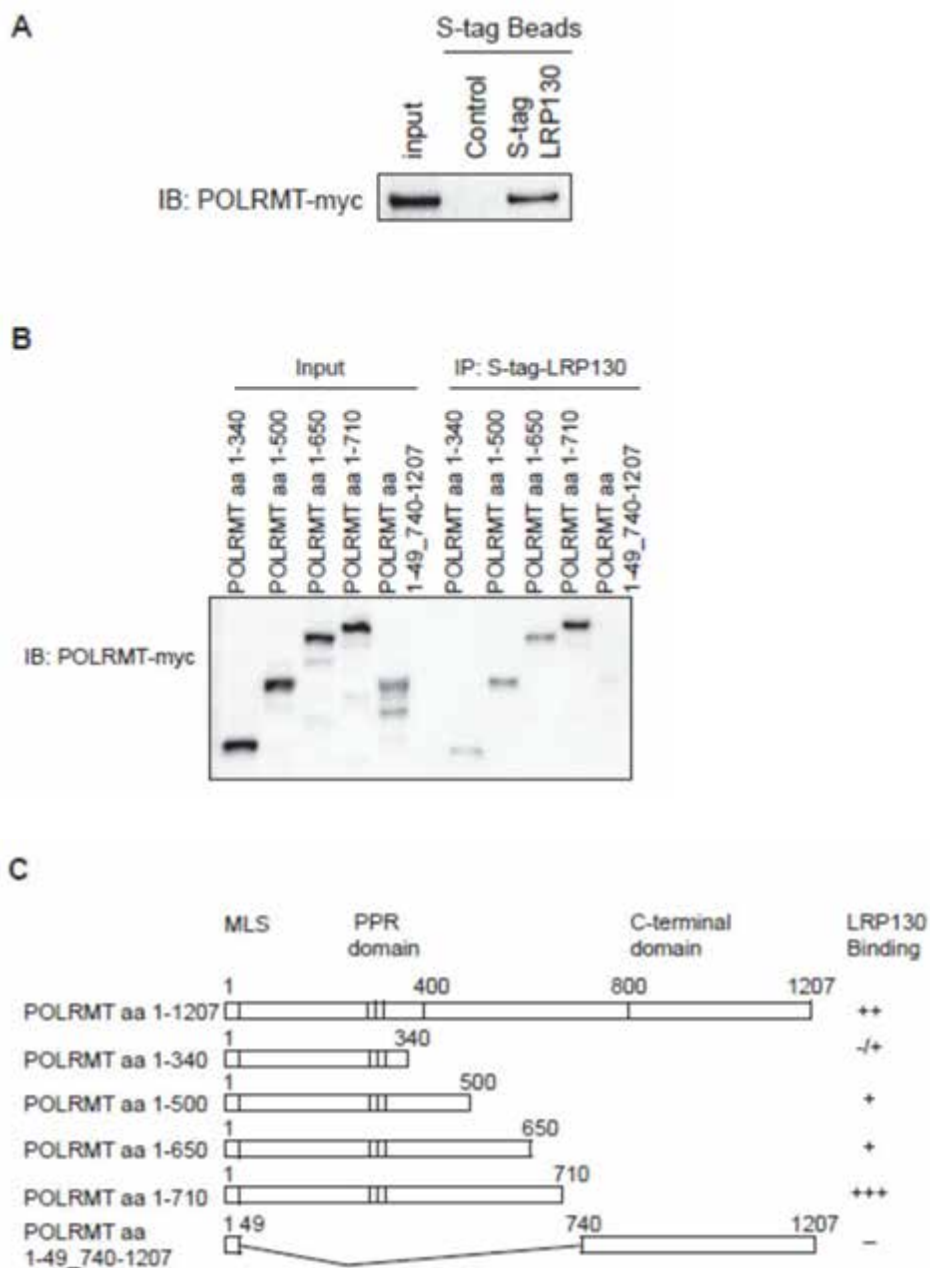 A
S-tag Beads
input
Control
S-tag
LRP130
IB: POLRMT-myc
B
Input
IP: S-tag-LRP130
POLRMT aa 1-340
POLRMT aa 1-500
POLRMT aa 1-650
POLRMT aa 1-710
POLRMT aa
1-49_740-1207
POLRMT aa 1-340
POLRMT aa 1-500
POLRMT aa 1-650
POLRMT aa 1-710
POLRMT aa
1-49_740-1207
IB: POLRMT-myc
C
MLS
PPR
domain
C-terminal
domain
LRP130
Binding
1 400 800 1207
POLRMT aa 1-1207 ++
1 340
POLRMT aa 1-340 -/+
1 500
POLRMT aa 1-500 +
1 650
POLRMT aa 1-650 +
1 710
POLRMT aa 1-710 +++
1 49 740 1207
POLRMT aa
1-49_740-1207 –